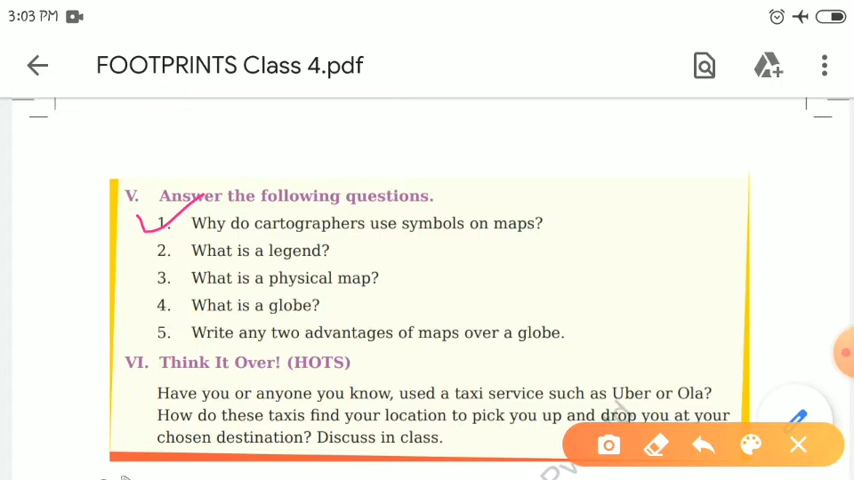 3:03 PM
FOOTPRINTS Class 4.pdf
V. Answer the following questions.
1. Why do cartographers use symbols on maps?
2. What is a legend?
3. What is a physical map?
4. What is a globe?
5. Write any two advantages of maps over a globe.
VI. Think It Over! (HOTS)
Have you or anyone you know, used a taxi service such as Uber or Ola?
How do these taxis find your location to pick you up and drop you at your
chosen destination? Discuss in class.